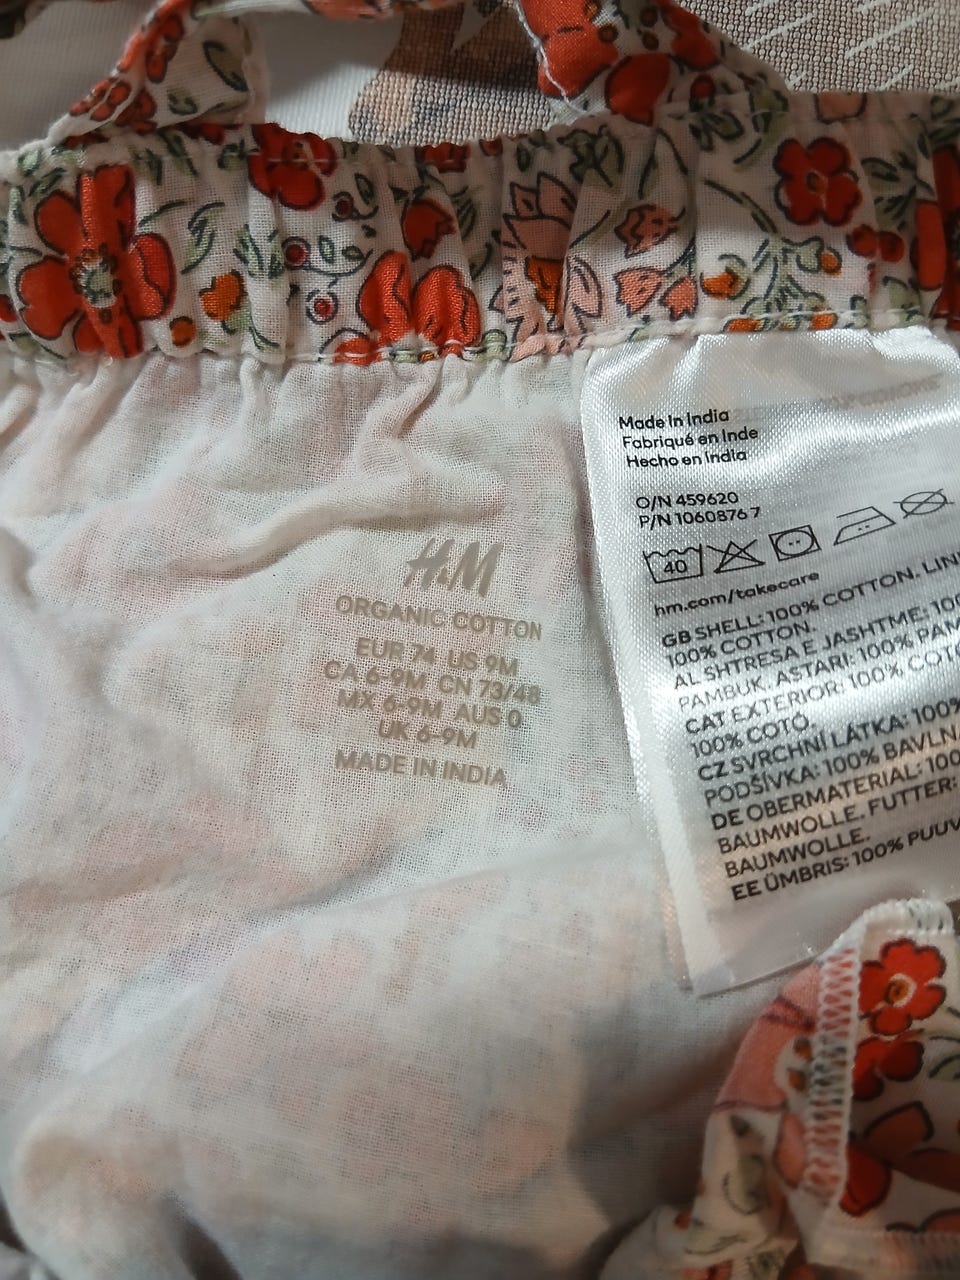 H&M
ORGANIC COTTON
EUR 74 US 9M
CA 6-9M CN 73/48
MX 6-9M AUS 0
UK 6-9M
MADE IN INDIA
Made in India
Fabriqué en Inde
Hecho en India
O/N 459620
P/N 1060876 7
40
hm.com/takecare
GB SHELL: 100% COTTON.
100% COTTON.
AL SHTRESA E JASHTME:
PAMBUK. ASTARI: 100%
CAT EXTERIOR: 100%
100% COTÓ.
CZ SVRCHNÍ LÁTKA: 100%
PODŠÍVKA: 100%
DE OBERMATERIAL:
BAUMWOLLE. FUTTER:
BAUMWOLLE.
EE ÜMBRIS: 100%